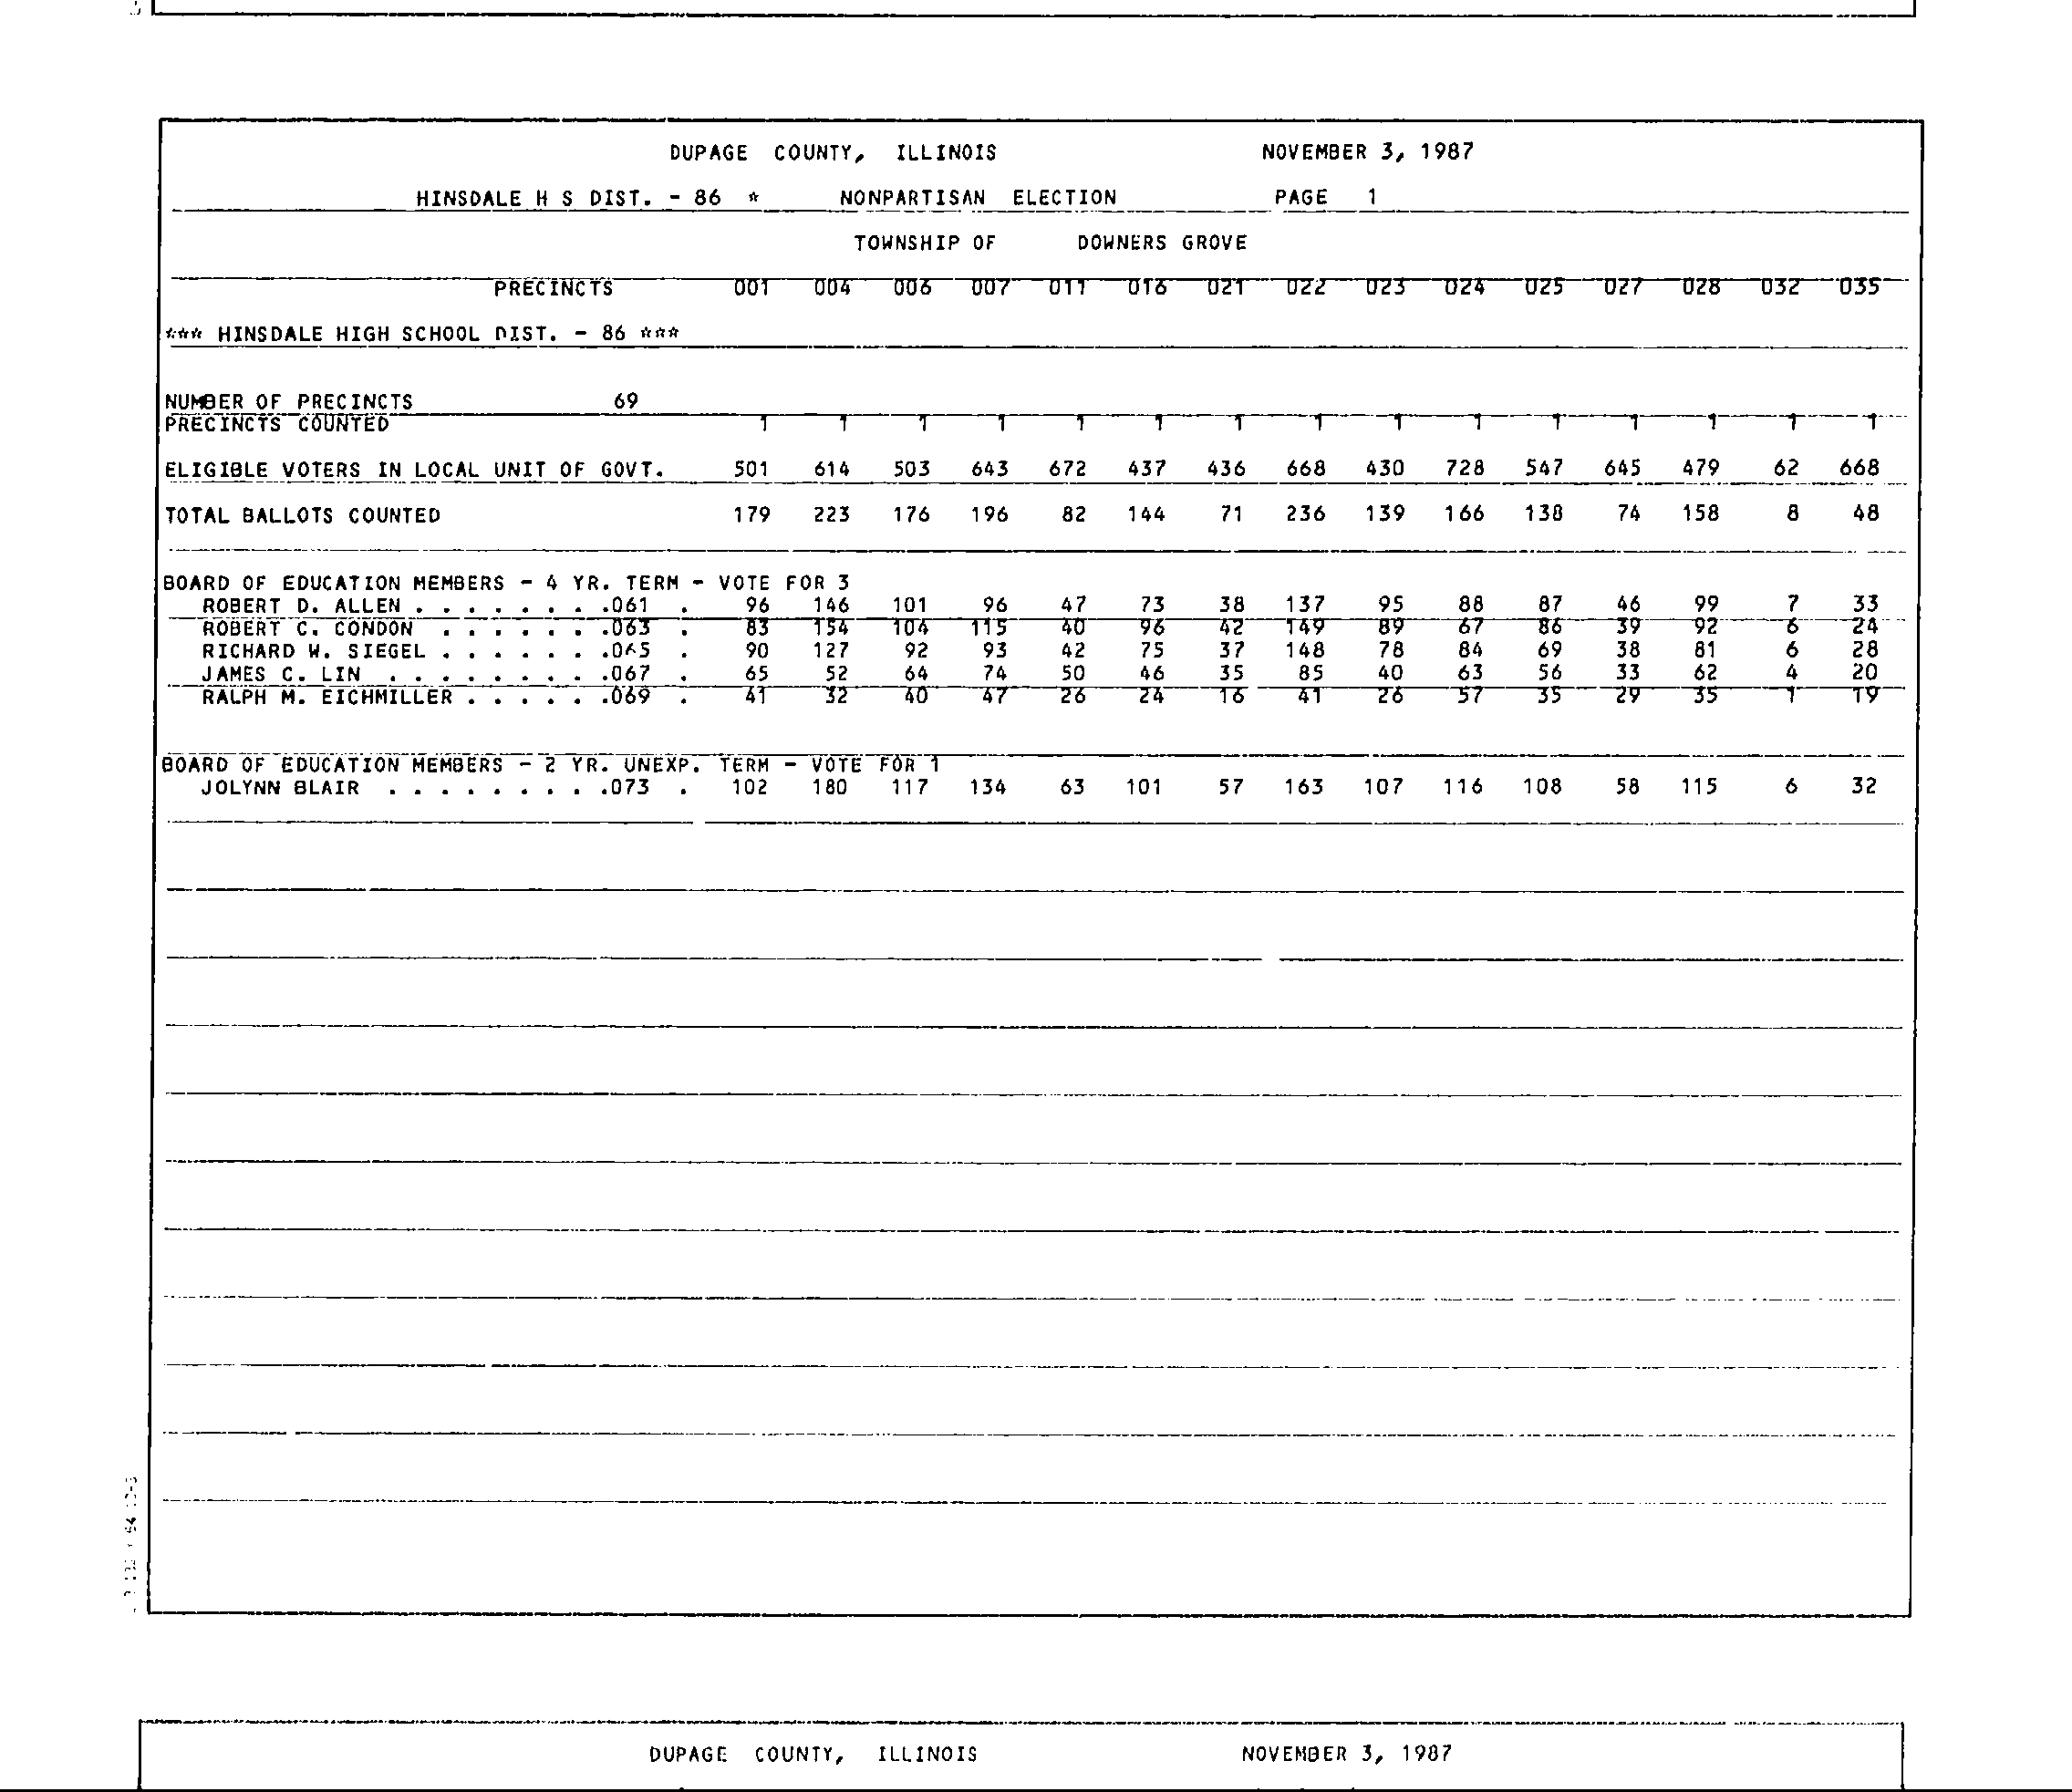 DUPAGE COUNTY, ILLINOIS NOVEMBER 3, 1987
HINSDALE H S DIST. - 86 * NONPARTISAN ELECTION PAGE 1
TOWNSHIP OF DOWNERS GROVE
PRECINCTS 001 004 006 007 011 016 021 022 023 024 025 027 028 032 035
*** HINSDALE HIGH SCHOOL DIST. - 86 ***
NUMBER OF PRECINCTS 69
PRECINCTS COUNTED 1 1 1 1 1 1 1 1 1 1 1 1 1 1 1
ELIGIBLE VOTERS IN LOCAL UNIT OF GOVT. 501 614 503 643 672 437 436 668 430 728 547 645 479 62 668
TOTAL BALLOTS COUNTED 179 223 176 196 82 144 71 236 139 166 138 74 158 8 48
BOARD OF EDUCATION MEMBERS - 4 YR. TERM - VOTE FOR 3
ROBERT D. ALLEN . . . . . . . .061 . 96 146 101 96 47 73 38 137 95 88 87 46 99 7 33
ROBERT C. CONDON . . . . . . .063 . 83 154 104 115 40 96 42 149 89 67 86 39 92 6 24
RICHARD W. SIEGEL . . . . . . .065 . 90 127 92 93 42 75 37 148 78 84 69 38 81 6 28
JAMES C. LIN . . . . . . . . .067 . 65 52 64 74 50 46 35 85 40 63 56 33 62 4 20
RALPH M. EICHMILLER . . . . . .069 . 41 32 40 47 26 24 16 41 26 57 35 29 35 1 19
BOARD OF EDUCATION MEMBERS - 2 YR. UNEXP. TERM - VOTE FOR 1
JOLYNN BLAIR . . . . . . . . .073 . 102 180 117 134 63 101 57 163 107 116 108 58 115 6 32
DUPAGE COUNTY, ILLINOIS NOVEMBER 3, 1987